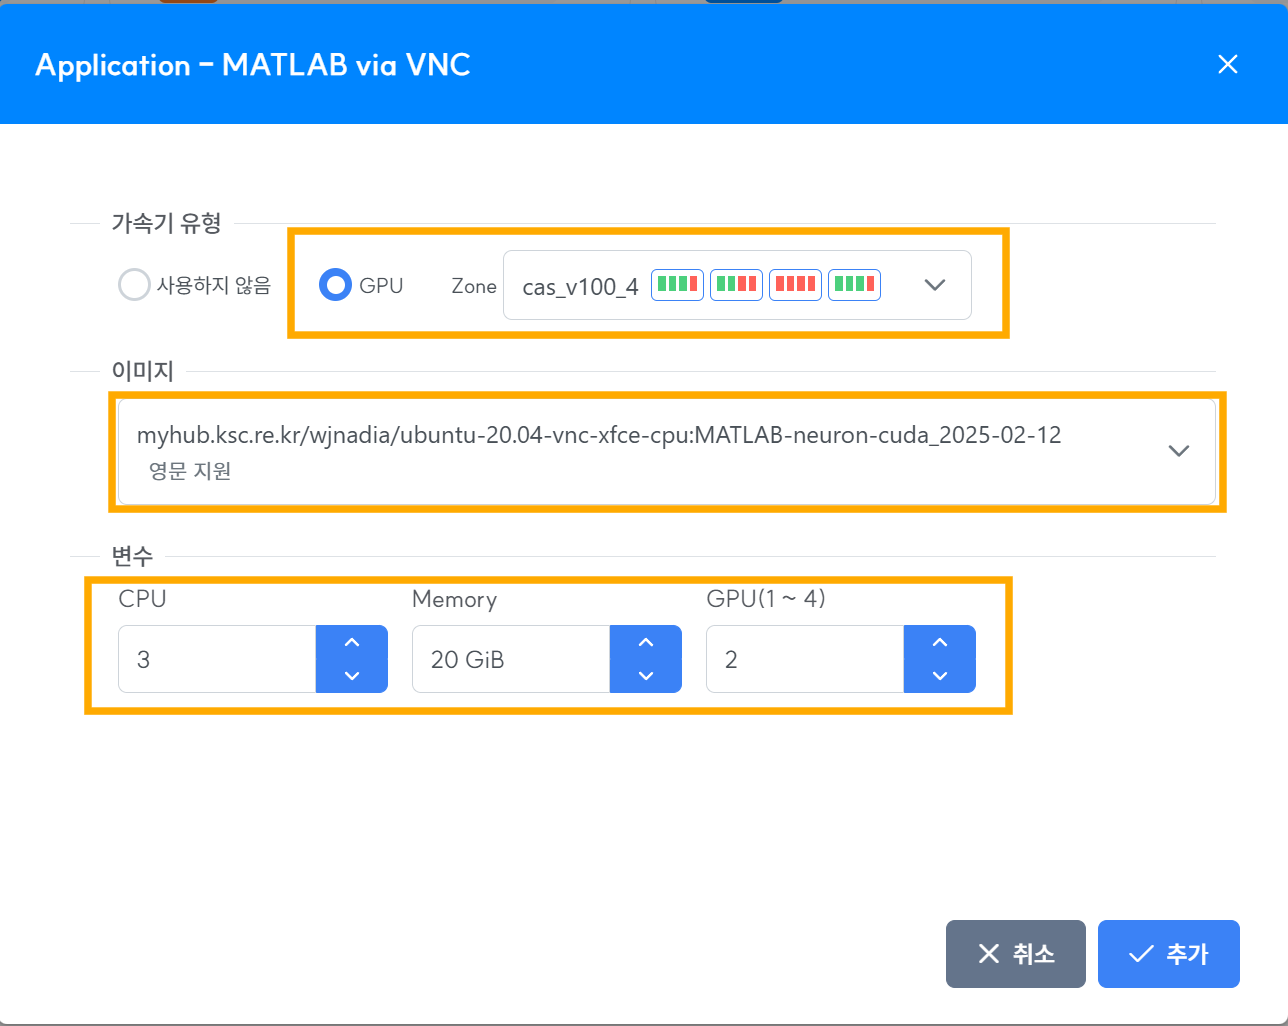 Application - MATLAB via VNC
가속기 유형
사용하지 않음 GPU Zone cas_v100_4
이미지
myhub.ksc.re.kr/wjnadia/ubuntu-20.04-vnc-xfce-cpu:MATLAB-neuron-cuda_2025-02-12
영문 지원
변수
CPU Memory GPU(1 ~ 4)
3 20 GiB 2
취소 추가